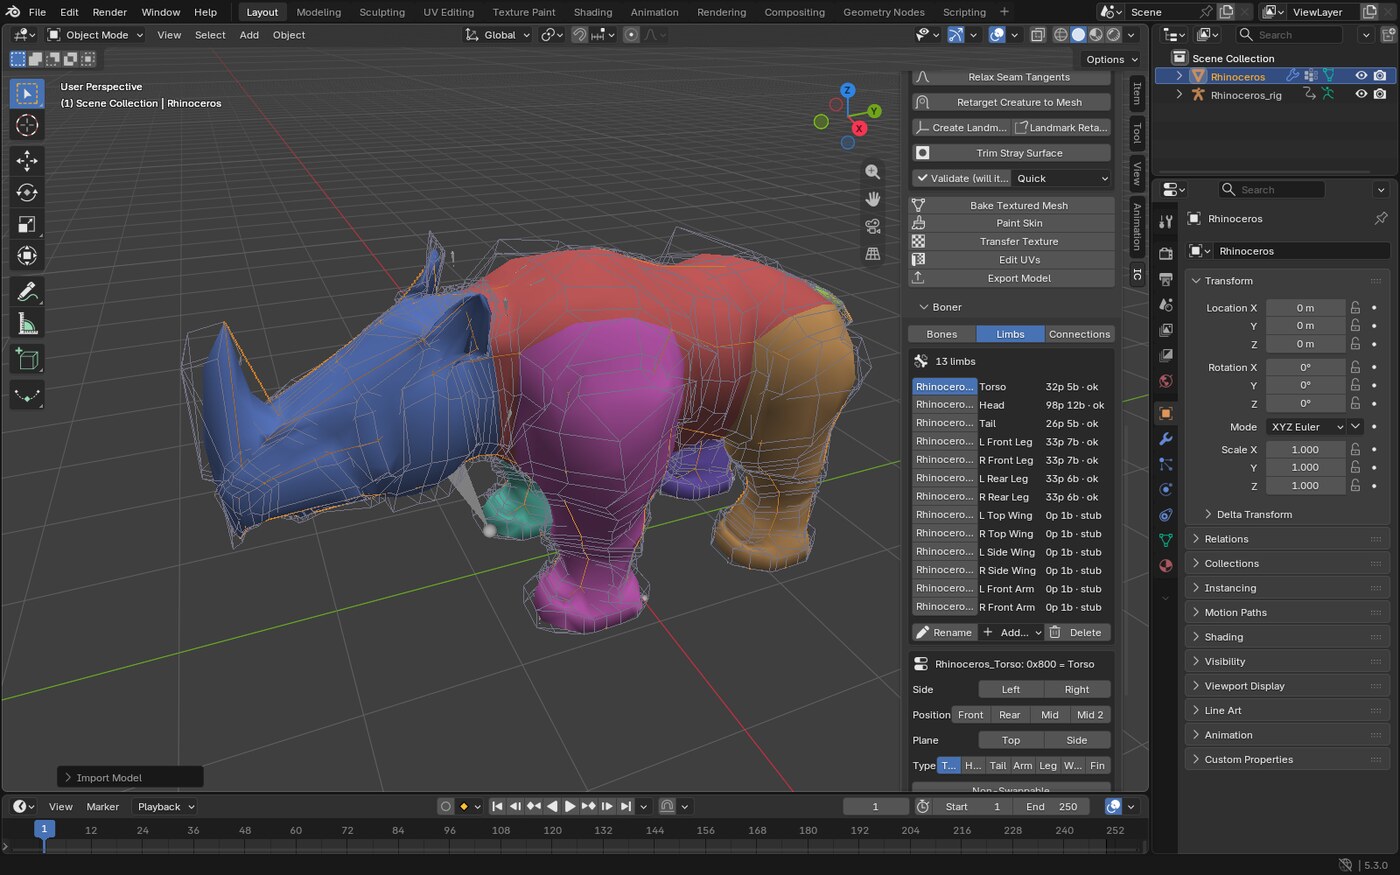 File Edit Render Window Help Layout Modeling Sculpting UV Editing Texture Paint Shading Animation Rendering Compositing Geometry Nodes Scripting + Scene ViewLayer
Object Mode View Select Add Object Global Search
Options
User Perspective
(1) Scene Collection | Rhinoceros
Z
Y
X
Relax Seam Tangents
Retarget Creature to Mesh
Create Landm... Landmark Reta...
Trim Stray Surface
Validate (will it... Quick
Bake Textured Mesh
Paint Skin
Transfer Texture
Edit UVs
Export Model
Boner
Bones Limbs Connections
13 limbs
Rhinocero... Torso 32p 5b · ok
Rhinocero... Head 98p 12b · ok
Rhinocero... Tail 26p 5b · ok
Rhinocero... L Front Leg 33p 7b · ok
Rhinocero... R Front Leg 33p 7b · ok
Rhinocero... L Rear Leg 33p 6b · ok
Rhinocero... R Rear Leg 33p 6b · ok
Rhinocero... L Top Wing 0p 1b · stub
Rhinocero... R Top Wing 0p 1b · stub
Rhinocero... L Side Wing 0p 1b · stub
Rhinocero... R Side Wing 0p 1b · stub
Rhinocero... L Front Arm 0p 1b · stub
Rhinocero... R Front Arm 0p 1b · stub
Rename Add... Delete
Rhinoceros_Torso: 0x800 = Torso
Side Left Right
Position Front Rear Mid Mid 2
Plane Top Side
Type T... H... Tail Arm Leg W... Fin
Non-Swappable
Item
Tool
View
Animation
IC
Scene Collection
Rhinoceros
Rhinoceros_rig
Search
Rhinoceros
Rhinoceros
Transform
Location X 0 m
Y 0 m
Z 0 m
Rotation X 0°
Y 0°
Z 0°
Mode XYZ Euler
Scale X 1.000
Y 1.000
Z 1.000
Delta Transform
Relations
Collections
Instancing
Motion Paths
Shading
Visibility
Viewport Display
Line Art
Animation
Custom Properties
Import Model
View Marker Playback 1 Start 1 End 250
1 12 24 36 48 60 72 84 96 108 120 132 144 156 168 180 192 204 216 228 240 252
5.3.0